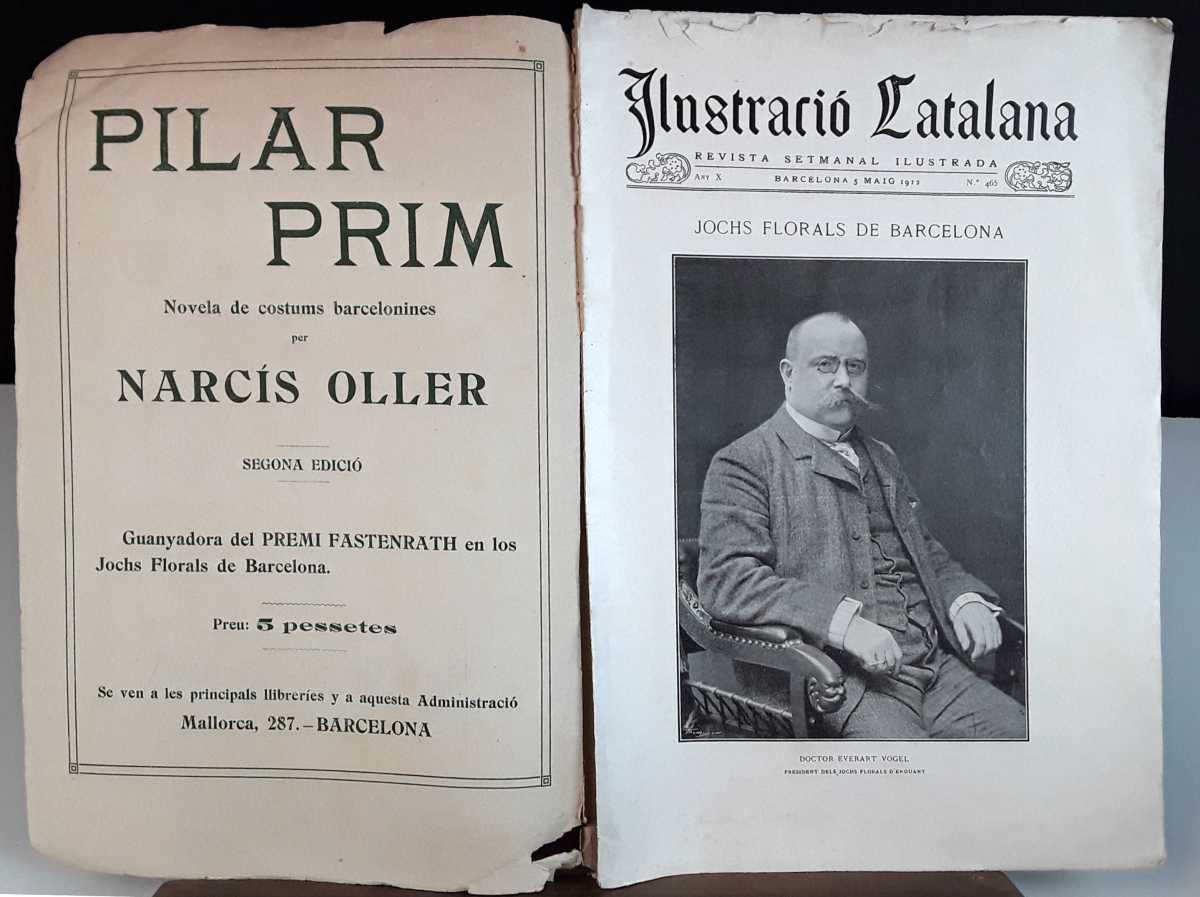 PILAR
PRIM
Novela de costums barcelonines
per
NARCÍS OLLER
SEGONA EDICIÓ
Guanyadora del PREMI FASTENRATH en los
Jochs Florals de Barcelona.
Preu: 5 pessetes
Se ven a les principals llibreríes y a aquesta Administració
Mallorca, 287.–BARCELONA
Ilustració Catalana
REVISTA SETMANAL ILUSTRADA
ANY X BARCELONA 5 MAIG 1912 N.º 465
JOCHS FLORALS DE BARCELONA
DOCTOR EVERART VOGEL
PRESIDENT DELS JOCHS FLORALS D'ENGUANY